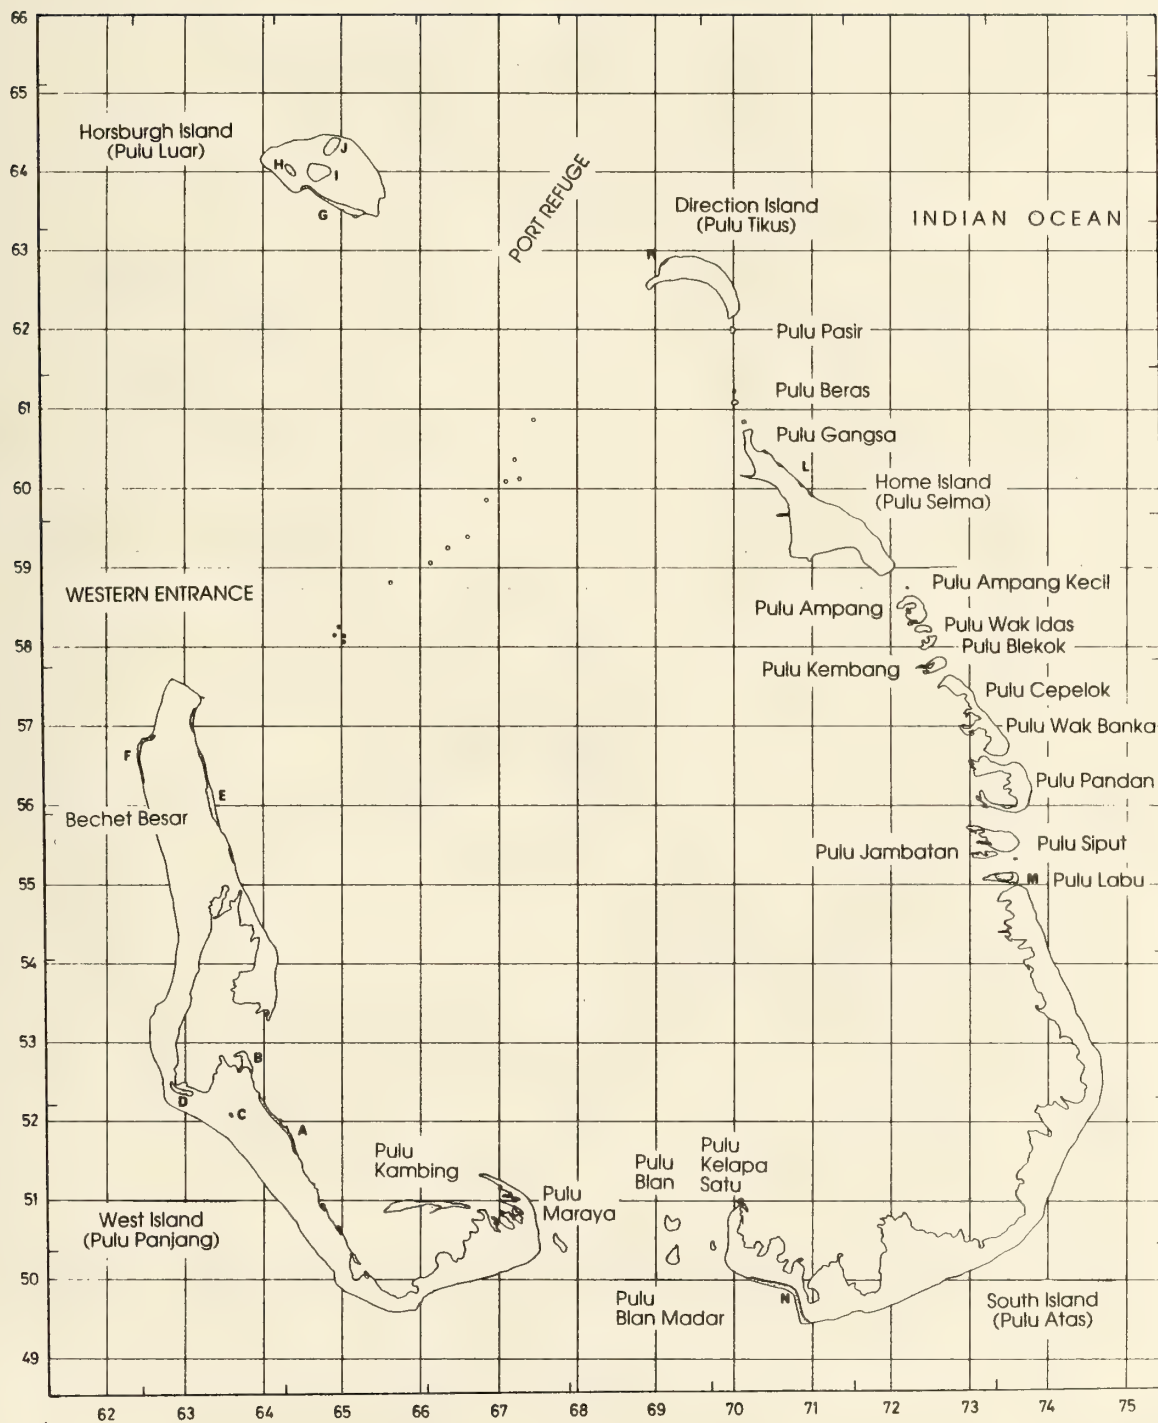 66
65
64
63
62
61
60
59
58
57
56
55
54
53
52
51
50
49
Horsburgh Island
(Pulu Luar)
J
H
I
G
PORT REFUGE
Direction Island
(Pulu Tikus)
INDIAN OCEAN
Pulu Pasir
Pulu Beras
Pulu Gangsa
L
Home Island
(Pulu Selma)
WESTERN ENTRANCE
Pulu Ampang Kecil
Pulu Ampang
Pulu Wak Idas
Pulu Blekok
Pulu Kembang
Pulu Cepelok
Pulu Wak Banka
F
E
Bechet Besar
Pulu Pandan
Pulu Jambatan
Pulu Siput
M
Pulu Labu
B
D
C
A
Pulu
Kambing
Pulu
Maraya
Pulu
Blan
Pulu
Kelapa
Satu
West Island
(Pulu Panjang)
Pulu
Blan Madar
N
South Island
(Pulu Atas)
62 63 64 65 66 67 68 69 70 71 72 73 74 75